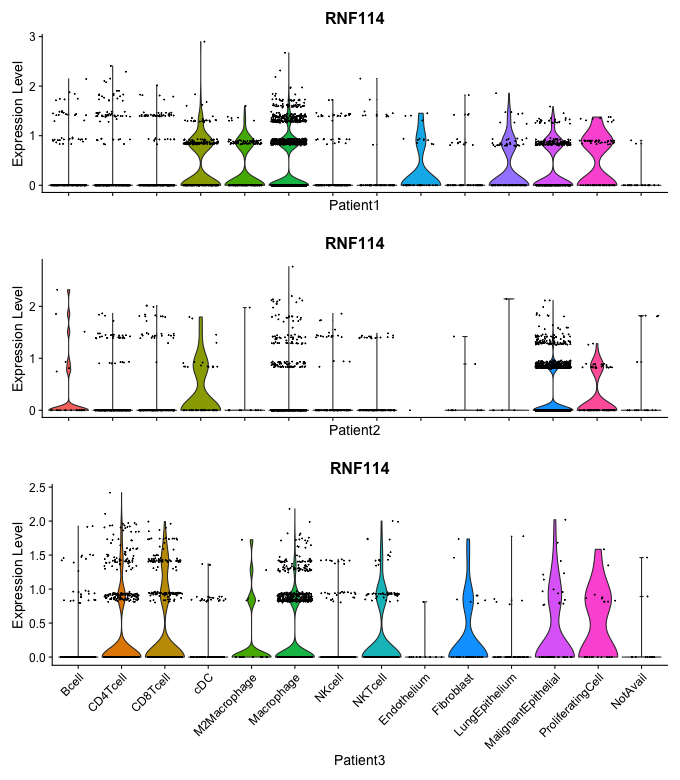 RNF114
Expression Level
3
2
1
0
Patient1
RNF114
Expression Level
2
1
0
Patient2
RNF114
Expression Level
2.5
2.0
1.5
1.0
0.5
0.0
Bcell
CD4Tcell
CD8Tcell
cDC
M2Macrophage
Macrophage
NKcell
NKTcell
Endothelium
Fibroblast
LungEpithelium
MalignantEpithelial
ProliferatingCell
NotAvail
Patient3